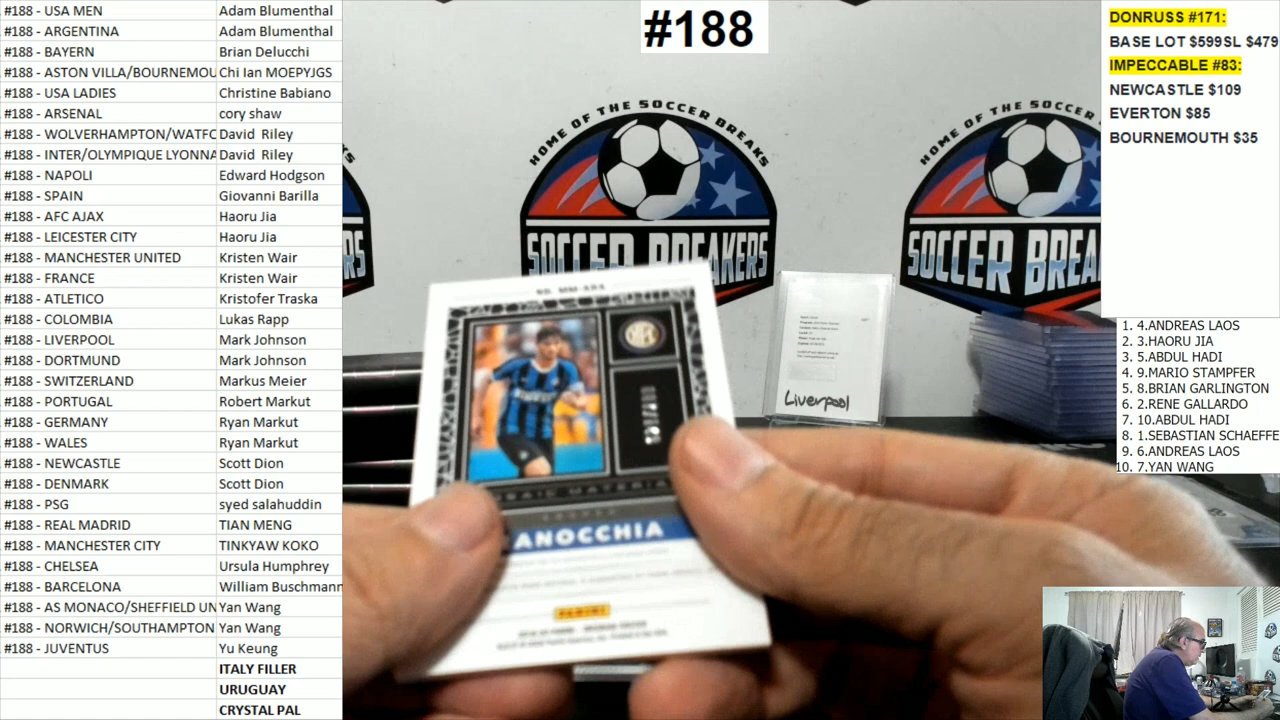 #188 - USA MEN Adam Blumenthal
#188 - ARGENTINA Adam Blumenthal
#188 - BAYERN Brian Delucchi
#188 - ASTON VILLA/BOURNEMOU Chi Ian MOEPYJGS
#188 - USA LADIES Christine Babiano
#188 - ARSENAL cory shaw
#188 - WOLVERHAMPTON/WATFC David Riley
#188 - INTER/OLYMPIQUE LYONNA David Riley
#188 - NAPOLI Edward Hodgson
#188 - SPAIN Giovanni Barilla
#188 - AFC AJAX Haoru Jia
#188 - LEICESTER CITY Haoru Jia
#188 - MANCHESTER UNITED Kristen Wair
#188 - FRANCE Kristen Wair
#188 - ATLETICO Kristofer Traska
#188 - COLOMBIA Lukas Rapp
#188 - LIVERPOOL Mark Johnson
#188 - DORTMUND Mark Johnson
#188 - SWITZERLAND Markus Meier
#188 - PORTUGAL Robert Markut
#188 - GERMANY Ryan Markut
#188 - WALES Ryan Markut
#188 - NEWCASTLE Scott Dion
#188 - DENMARK Scott Dion
#188 - PSG syed salahuddin
#188 - REAL MADRID TIAN MENG
#188 - MANCHESTER CITY TINKYAW KOKO
#188 - CHELSEA Ursula Humphrey
#188 - BARCELONA William Buschmann
#188 - AS MONACO/SHEFFIELD UN Yan Wang
#188 - NORWICH/SOUTHAMPTON Yan Wang
#188 - JUVENTUS Yu Keung
ITALY FILLER
URUGUAY
CRYSTAL PAL
#188
HOME OF THE SOCCER BREAKS
SOCCER BREAKERS
HOME OF THE SOCCER BREAKS
SOCCER BREA
RS
Liverpool
ANOCCHIA
PANINI
DONRUSS #171:
BASE LOT $599SL $479
IMPECCABLE #83:
NEWCASTLE $109
EVERTON $85
BOURNEMOUTH $35
1. 4.ANDREAS LAOS
2. 3.HAORU JIA
3. 5.ABDUL HADI
4. 9.MARIO STAMPFER
5. 8.BRIAN GARLINGTON
6. 2.RENE GALLARDO
7. 10.ABDUL HADI
8. 1.SEBASTIAN SCHAEFFE
9. 6.ANDREAS LAOS
10. 7.YAN WANG